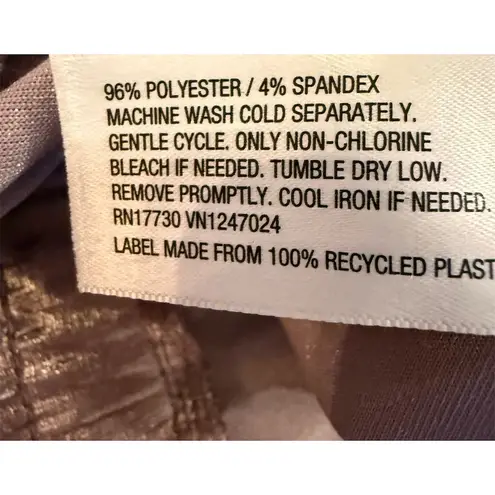 96% POLYESTER / 4% SPANDEX
MACHINE WASH COLD SEPARATELY.
GENTLE CYCLE. ONLY NON-CHLORINE
BLEACH IF NEEDED. TUMBLE DRY LOW.
REMOVE PROMPTLY. COOL IRON IF NEEDED.
RN17730 VN1247024
LABEL MADE FROM 100% RECYCLED PLAST